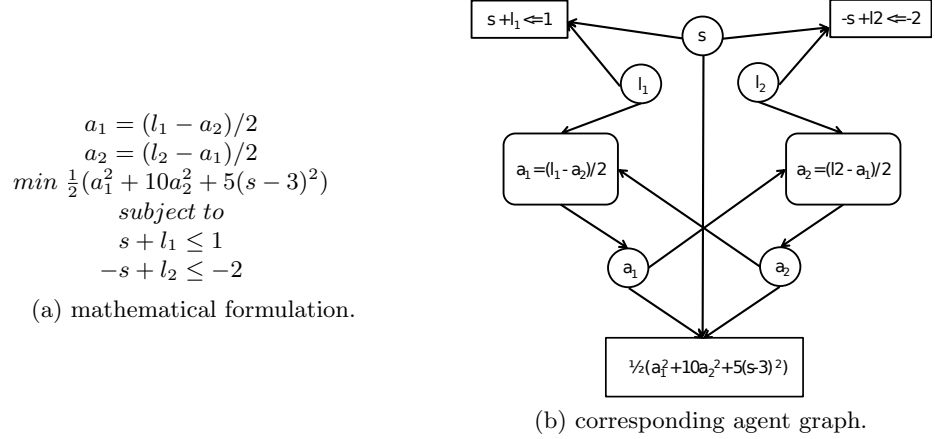 a₁ = (l₁ − a₂)/2
a₂ = (l₂ − a₁)/2
min ½(a₁² + 10a₂² + 5(s − 3)²)
subject to
s + l₁ ≤ 1
−s + l₂ ≤ −2
(a) mathematical formulation.
s+l₁<=1
s
-s+l2<=-2
l₁
l₂
a₁=(l₁-a₂)/2
a₂=(l2-a₁)/2
a₁
a₂
½(a₁²+10a₂²+5(s-3)²)
(b) corresponding agent graph.